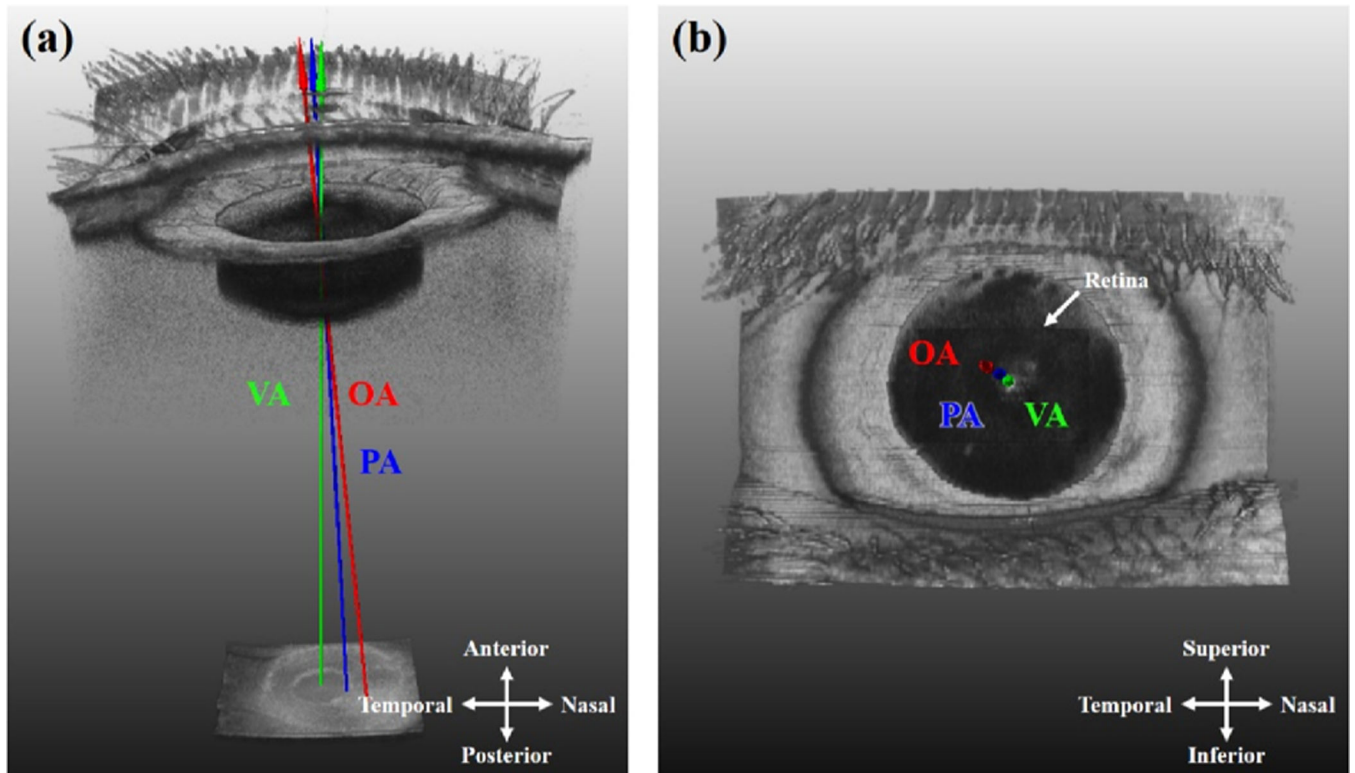 (a)
VA
OA
PA
Anterior
Temporal
Nasal
Posterior
(b)
Retina
OA
PA
VA
Superior
Temporal
Nasal
Inferior